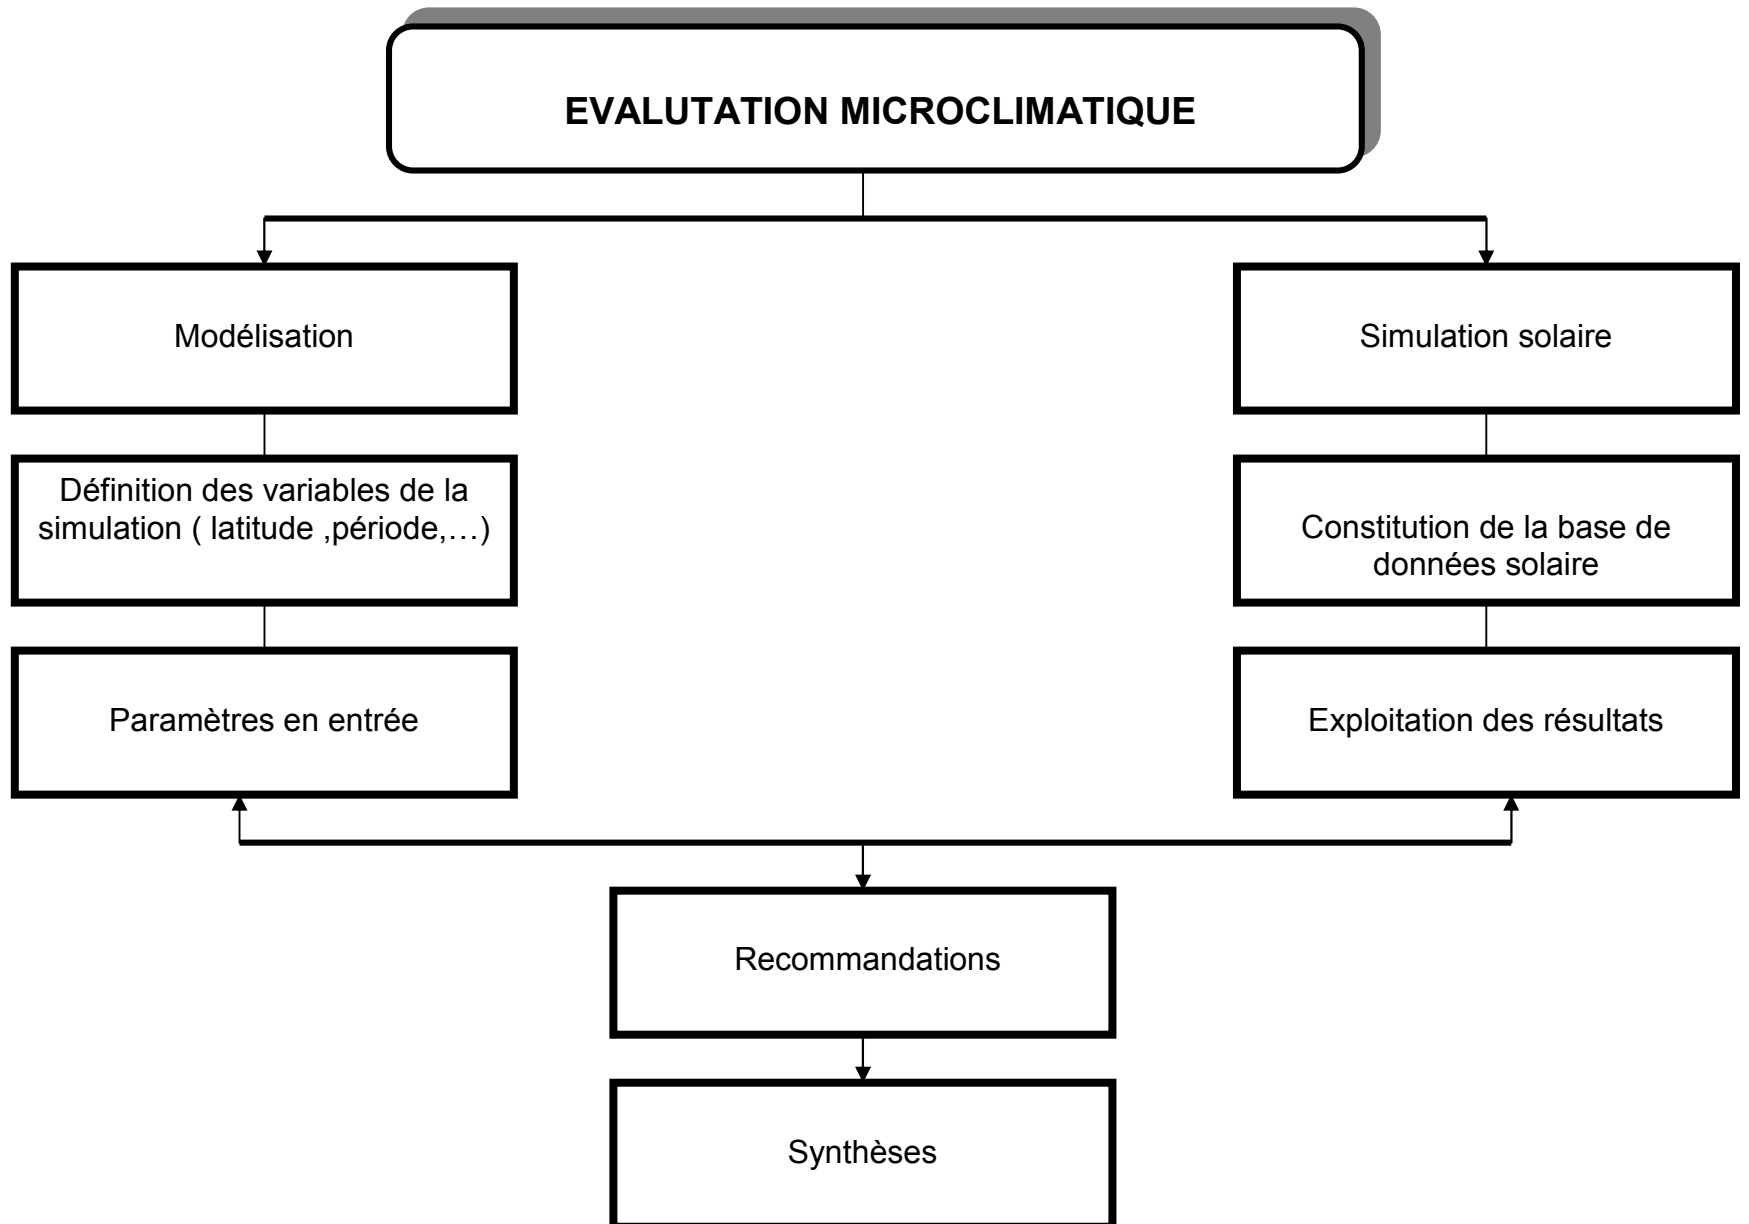 EVALUTATION MICROCLIMATIQUE
Modélisation
Simulation solaire
Définition des variables de la
simulation ( latitude ,période,…)
Constitution de la base de
données solaire
Paramètres en entrée
Exploitation des résultats
Recommandations
Synthèses